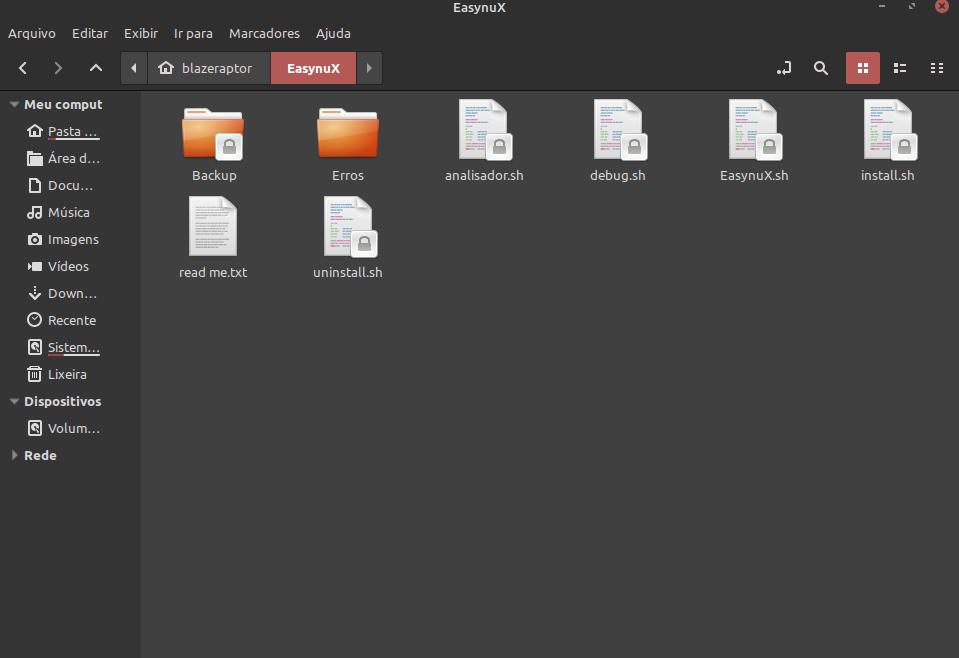 EasynuX
Arquivo Editar Exibir Ir para Marcadores Ajuda
blazeraptor EasynuX
Meu comput
Pasta ...
Área d...
Docu...
Música
Imagens
Vídeos
Down...
Recente
Sistem...
Lixeira
Dispositivos
Volum...
Rede
Backup Erros analisador.sh debug.sh EasynuX.sh install.sh
read me.txt uninstall.sh